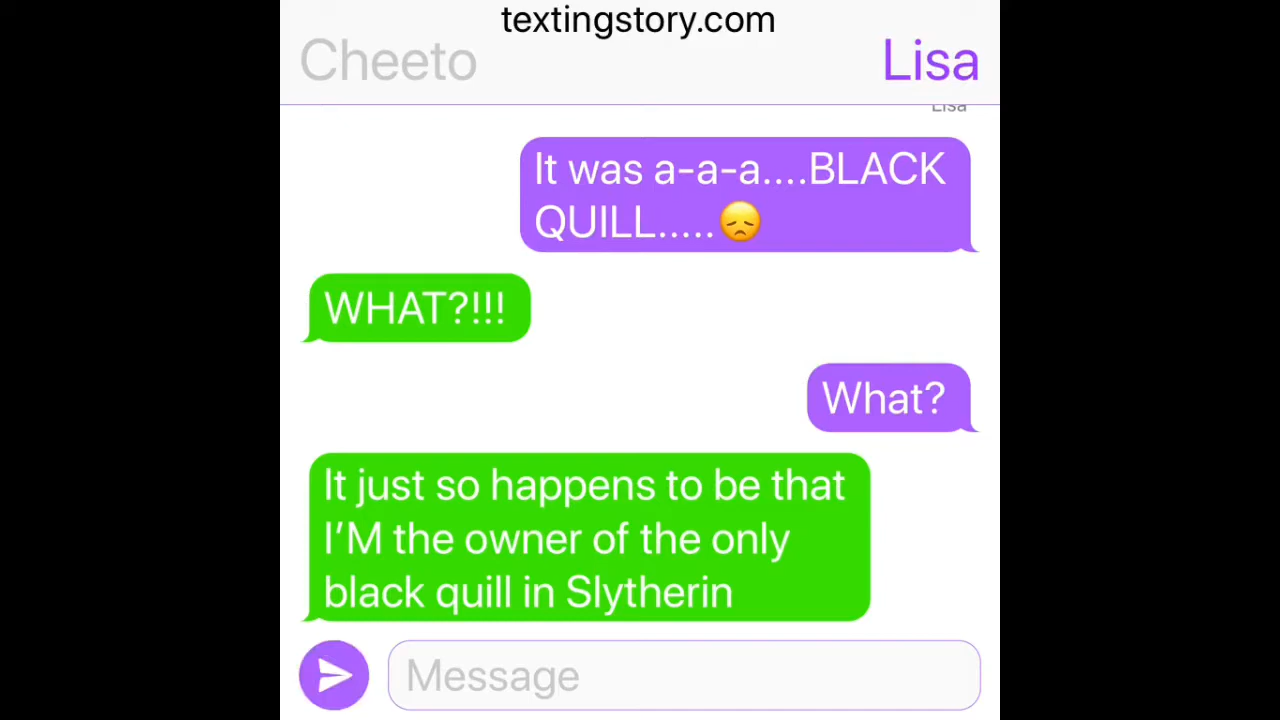 textingstory.com
Cheeto
Lisa
Lisa
It was a-a-a....BLACK
QUILL.....😞
WHAT?!!!
What?
It just so happens to be that
I’M the owner of the only
black quill in Slytherin
Message